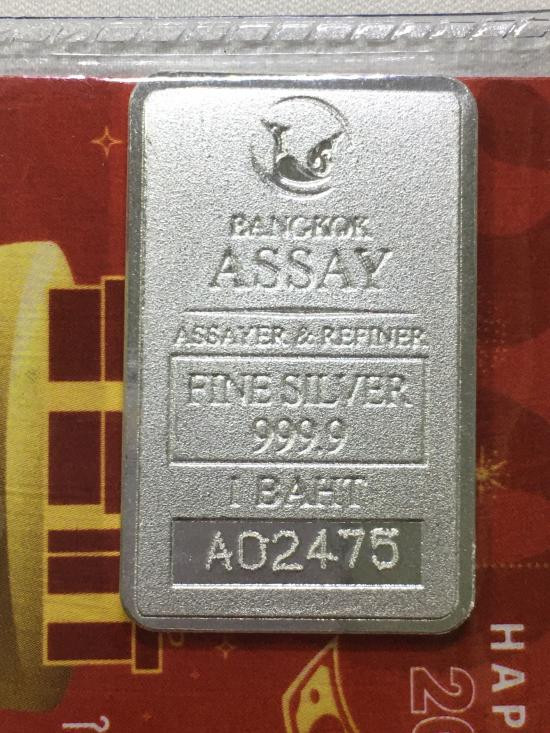 BANGKOK
ASSAY
ASSAYER & REFINER
FINE SILVER
999.9
1 BAHT
A02475
HAP
20